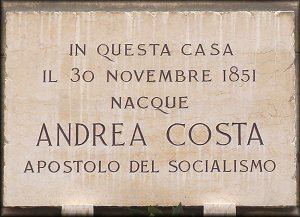 IN QUESTA CASA
IL 30 NOVEMBRE 1851
NACQUE
ANDREA COSTA
APOSTOLO DEL SOCIALISMO